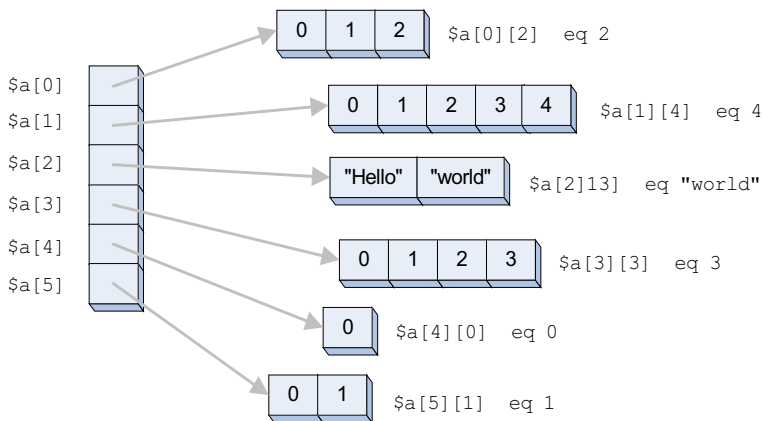 0 1 2 $a[0][2] eq 2
$a[0]
0 1 2 3 4 $a[1][4] eq 4
$a[1]
$a[2]
"Hello" "world" $a[2]13] eq "world"
$a[3]
$a[4]
0 1 2 3 $a[3][3] eq 3
$a[5]
0 $a[4][0] eq 0
0 1 $a[5][1] eq 1